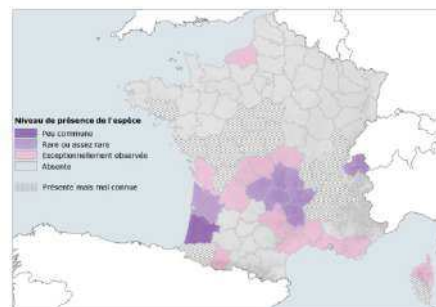 Niveau de présence de l'espèce
Peu commune
Rare ou assez rare
Exceptionnellement observée
Absente
Présente mais mal connue